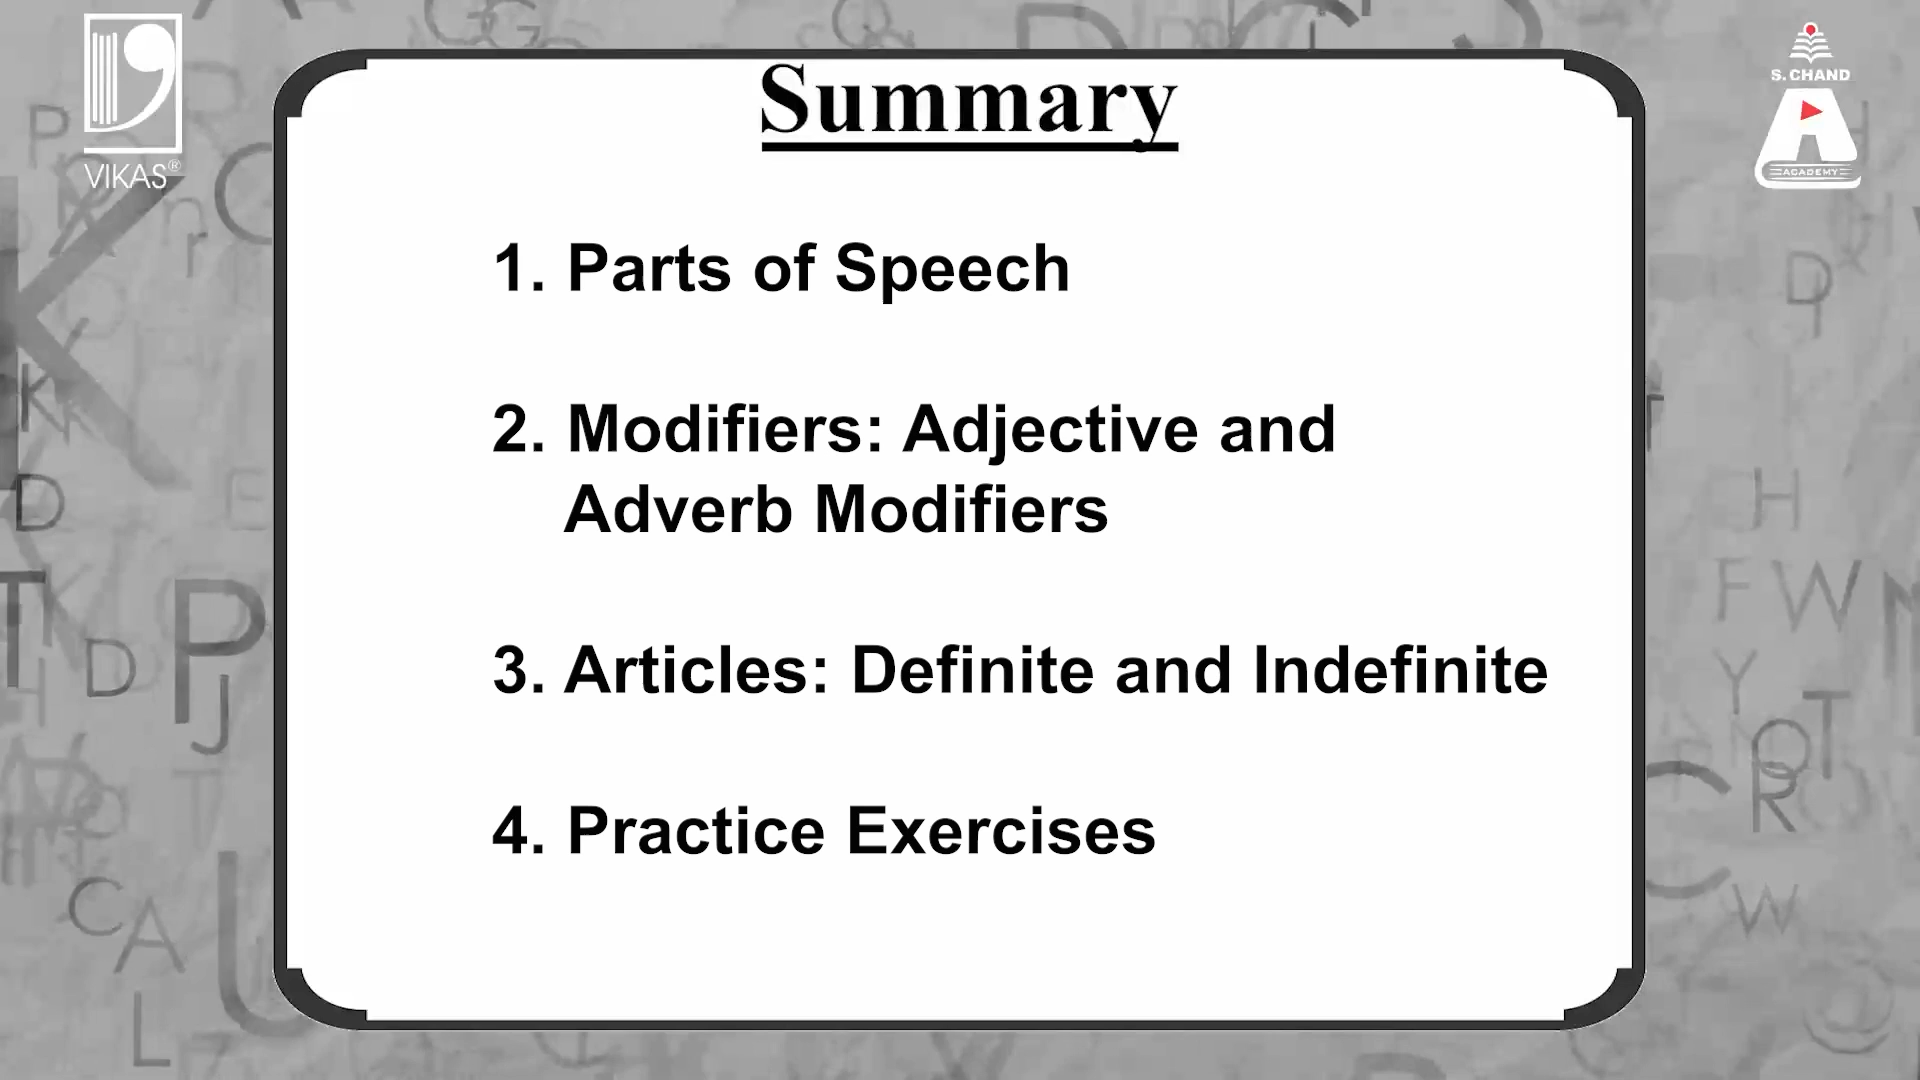 Summary
VIKAS®
S. CHAND
ACADEMY
1. Parts of Speech
2. Modifiers: Adjective and
Adverb Modifiers
3. Articles: Definite and Indefinite
4. Practice Exercises